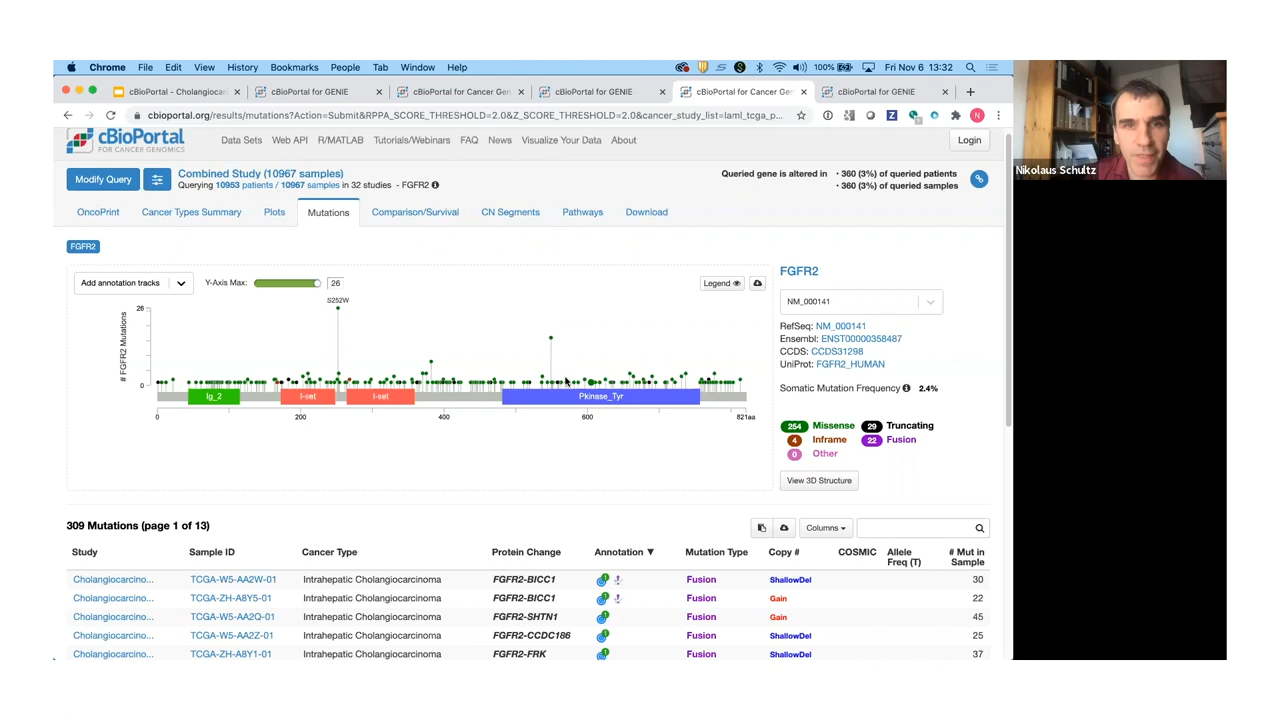 Chrome File Edit View History Bookmarks People Tab Window Help 100% Fri Nov 6 13:32
cBioPortal - Cholangiocar cBioPortal for GENIE cBioPortal for Cancer Gen cBioPortal for GENIE cBioPortal for Cancer Gen cBioPortal for GENIE
cbioportal.org/results/mutations?Action=Submit&RPPA_SCORE_THRESHOLD=2.0&Z_SCORE_THRESHOLD=2.0&cancer_study_list=laml_tcga_p... N
cBioPortal
FOR CANCER GENOMICS
Data Sets Web API R/MATLAB Tutorials/Webinars FAQ News Visualize Your Data About Login
Modify Query
Combined Study (10967 samples)
Querying 10953 patients / 10967 samples in 32 studies - FGFR2
Queried gene is altered in
• 360 (3%) of queried patients
• 360 (3%) of queried samples
Nikolaus Schultz
OncoPrint Cancer Types Summary Plots Mutations Comparison/Survival CN Segments Pathways Download
FGFR2
Add annotation tracks Y-Axis Max: 26 Legend
S252W
# FGFR2 Mutations
26
0
Ig_2 I-set I-set Pkinase_Tyr
0 200 400 600 821aa
FGFR2
NM_000141
RefSeq: NM_000141
Ensembl: ENST00000358487
CCDS: CCDS31298
UniProt: FGFR2_HUMAN
Somatic Mutation Frequency 2.4%
254 Missense 29 Truncating
4 Inframe 22 Fusion
0 Other
View 3D Structure
309 Mutations (page 1 of 13) Columns
Study Sample ID Cancer Type Protein Change Annotation Mutation Type Copy # COSMIC Allele Freq (T) # Mut in Sample
Cholangiocarcino... TCGA-W5-AA2W-01 Intrahepatic Cholangiocarcinoma FGFR2-BICC1 1 Fusion ShallowDel 30
Cholangiocarcino... TCGA-ZH-A8Y5-01 Intrahepatic Cholangiocarcinoma FGFR2-BICC1 1 Fusion Gain 22
Cholangiocarcino... TCGA-W5-AA2Q-01 Intrahepatic Cholangiocarcinoma FGFR2-SHTN1 1 Fusion Gain 45
Cholangiocarcino... TCGA-W5-AA2Z-01 Intrahepatic Cholangiocarcinoma FGFR2-CCDC186 1 Fusion ShallowDel 25
Cholangiocarcino... TCGA-ZH-A8Y1-01 Intrahepatic Cholangiocarcinoma FGFR2-FRK 1 Fusion ShallowDel 37